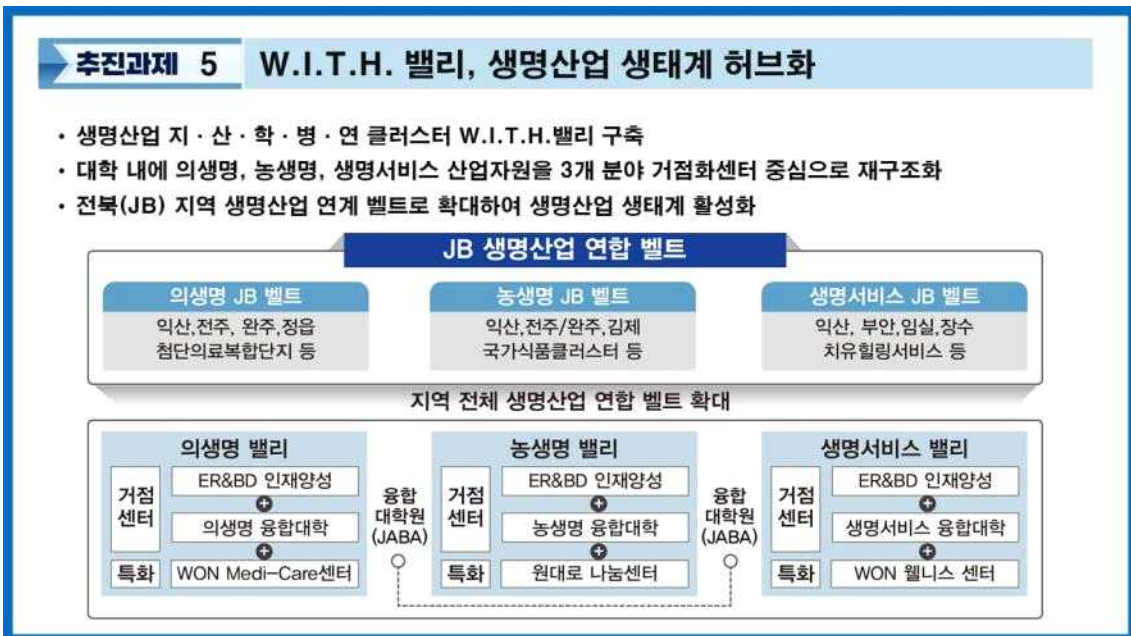 추진과제 5 W.I.T.H. 밸리, 생명산업 생태계 허브화
• 생명산업 지 · 산 · 학 · 병 · 연 클러스터 W.I.T.H.밸리 구축
• 대학 내에 의생명, 농생명, 생명서비스 산업자원을 3개 분야 거점화센터 중심으로 재구조화
• 전북(JB) 지역 생명산업 연계 벨트로 확대하여 생명산업 생태계 활성화
JB 생명산업 연합 벨트
의생명 JB 벨트
익산,전주, 완주,정읍
첨단의료복합단지 등
농생명 JB 벨트
익산,전주/완주,김제
국가식품클러스터 등
생명서비스 JB 벨트
익산, 부안,임실,장수
치유힐링서비스 등
지역 전체 생명산업 연합 벨트 확대
의생명 밸리
거점
센터
ER&BD 인재양성
+
의생명 융합대학
+
특화
WON Medi-Care센터
융합
대학원
(JABA)
농생명 밸리
거점
센터
ER&BD 인재양성
+
농생명 융합대학
+
특화
원대로 나눔센터
융합
대학원
(JABA)
생명서비스 밸리
거점
센터
ER&BD 인재양성
+
생명서비스 융합대학
+
특화
WON 웰니스 센터